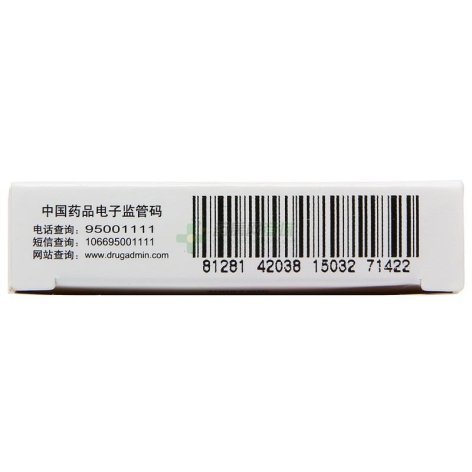 中国药品电子监管码
电话查询：95001111
短信查询：106695001111
网站查询：www.drugadmin.com
81281 42038 15032 71422